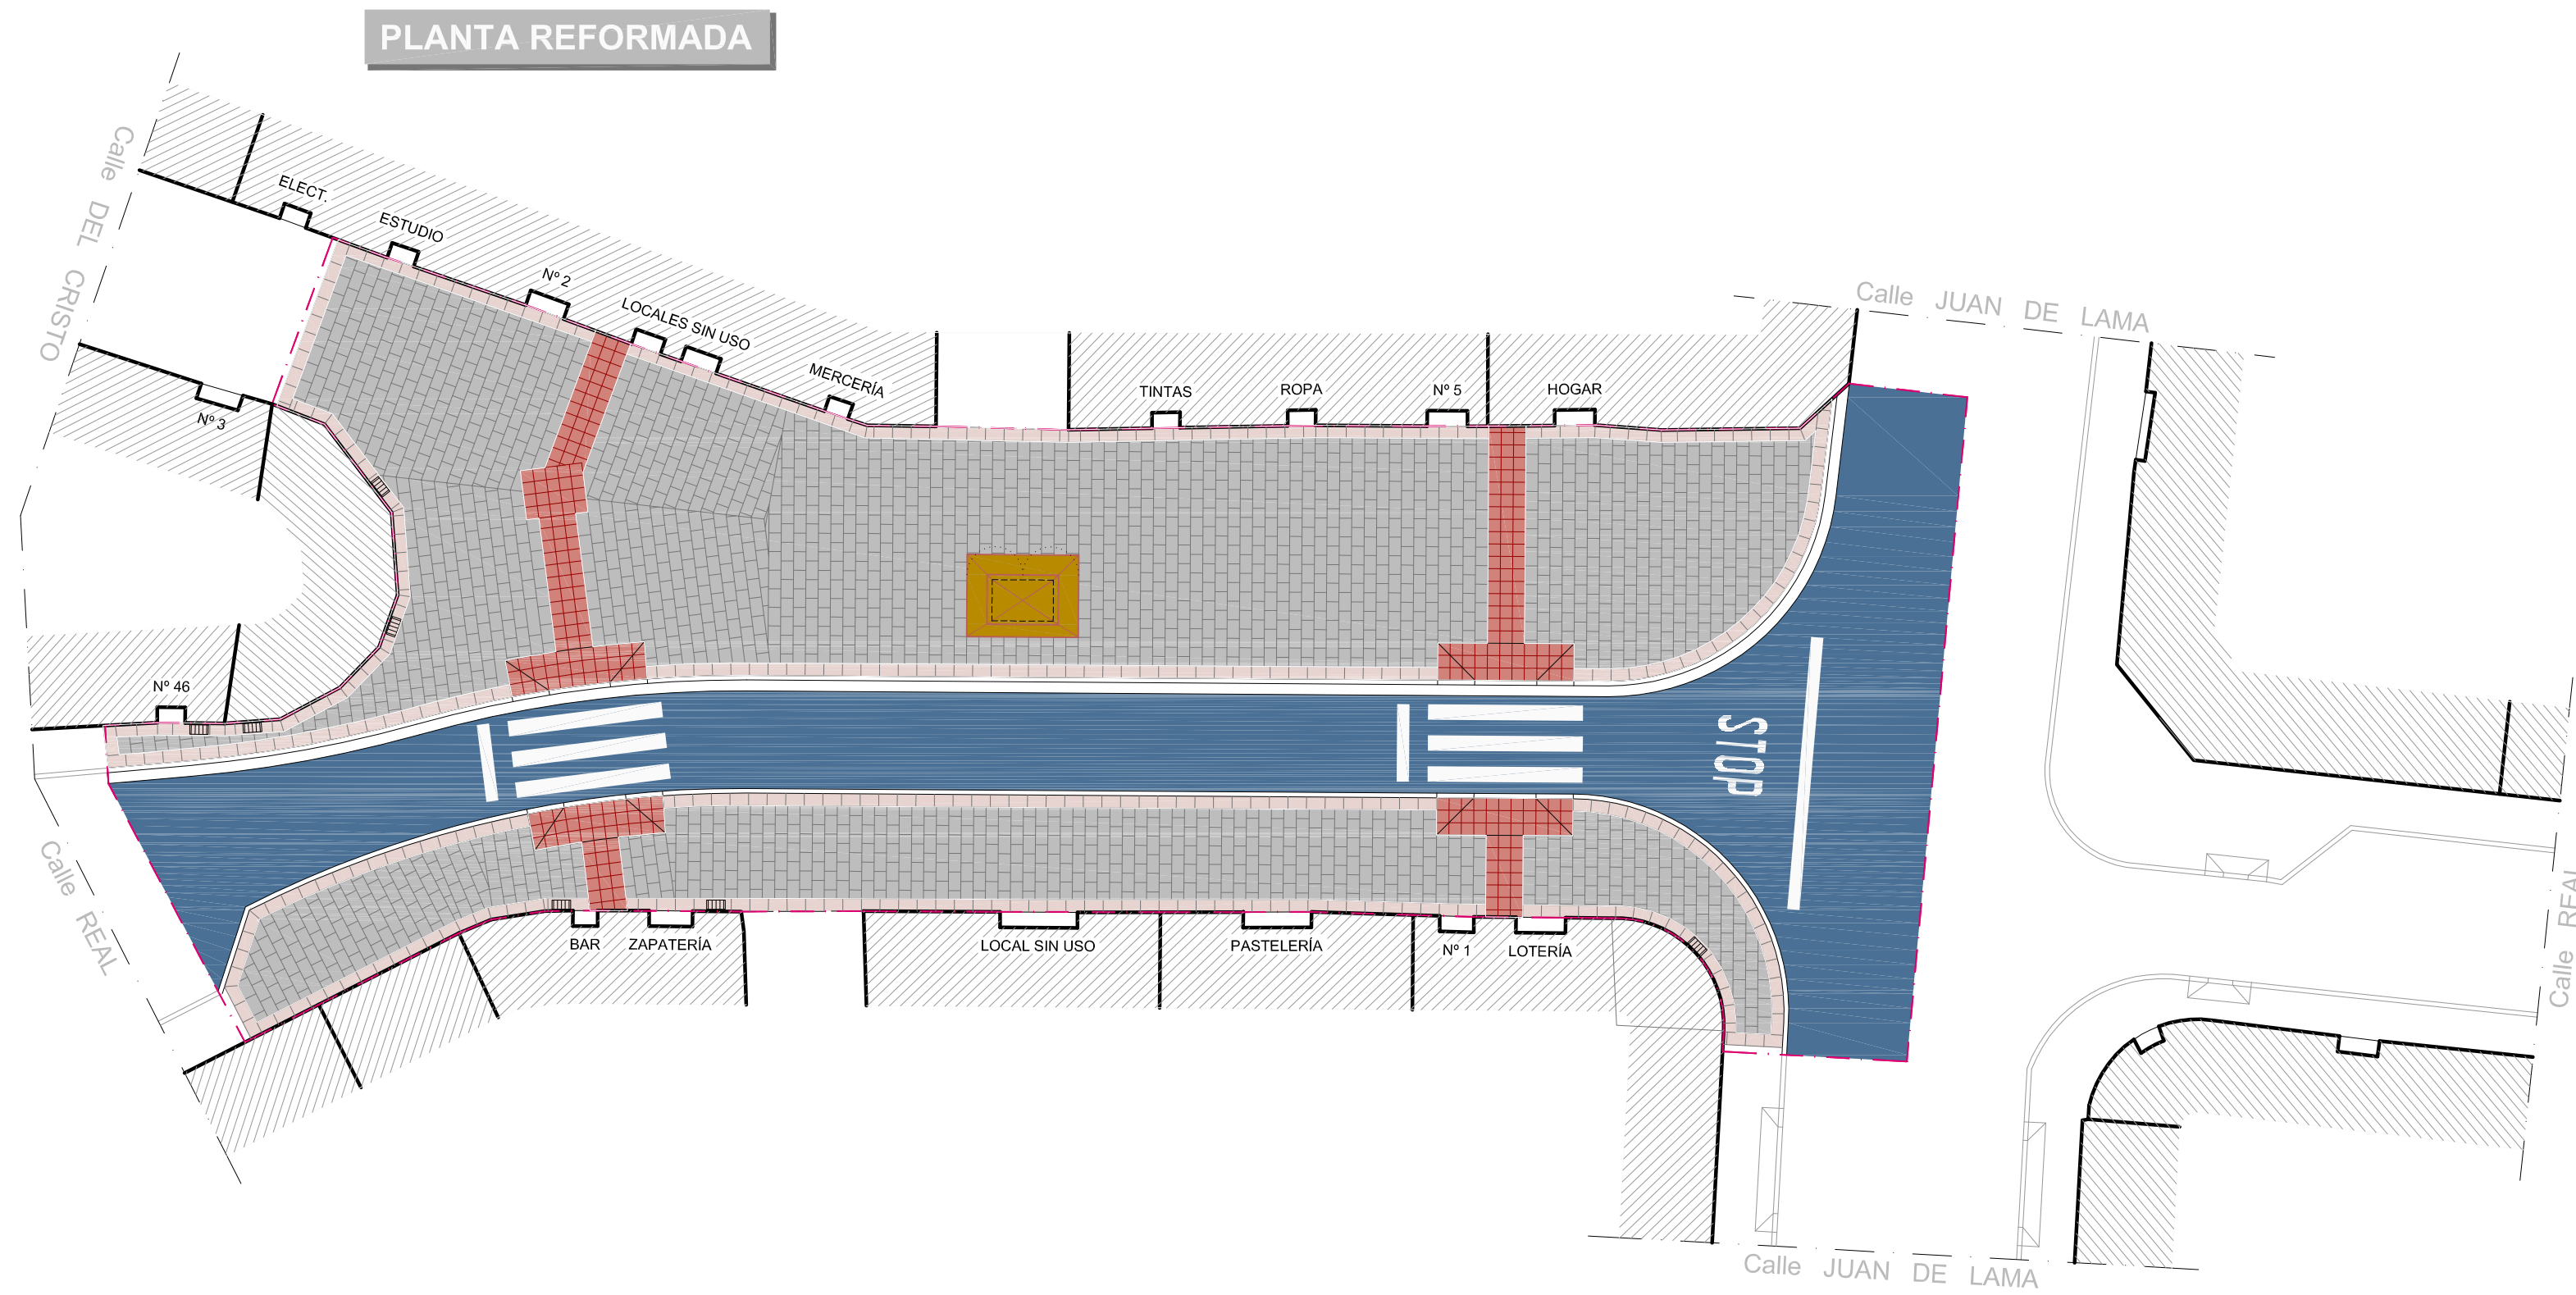 PLANTA REFORMADA
Calle DEL CRISTO
ELECT.
ESTUDIO
Nº 2
LOCALES SIN USO
MERCERÍA
TINTAS
ROPA
Nº 5
HOGAR
Calle JUAN DE LAMA
Nº 3
Nº 46
STOP
Calle REAL
BAR
ZAPATERÍA
LOCAL SIN USO
PASTELERÍA
Nº 1
LOTERÍA
Calle REAL
Calle JUAN DE LAMA